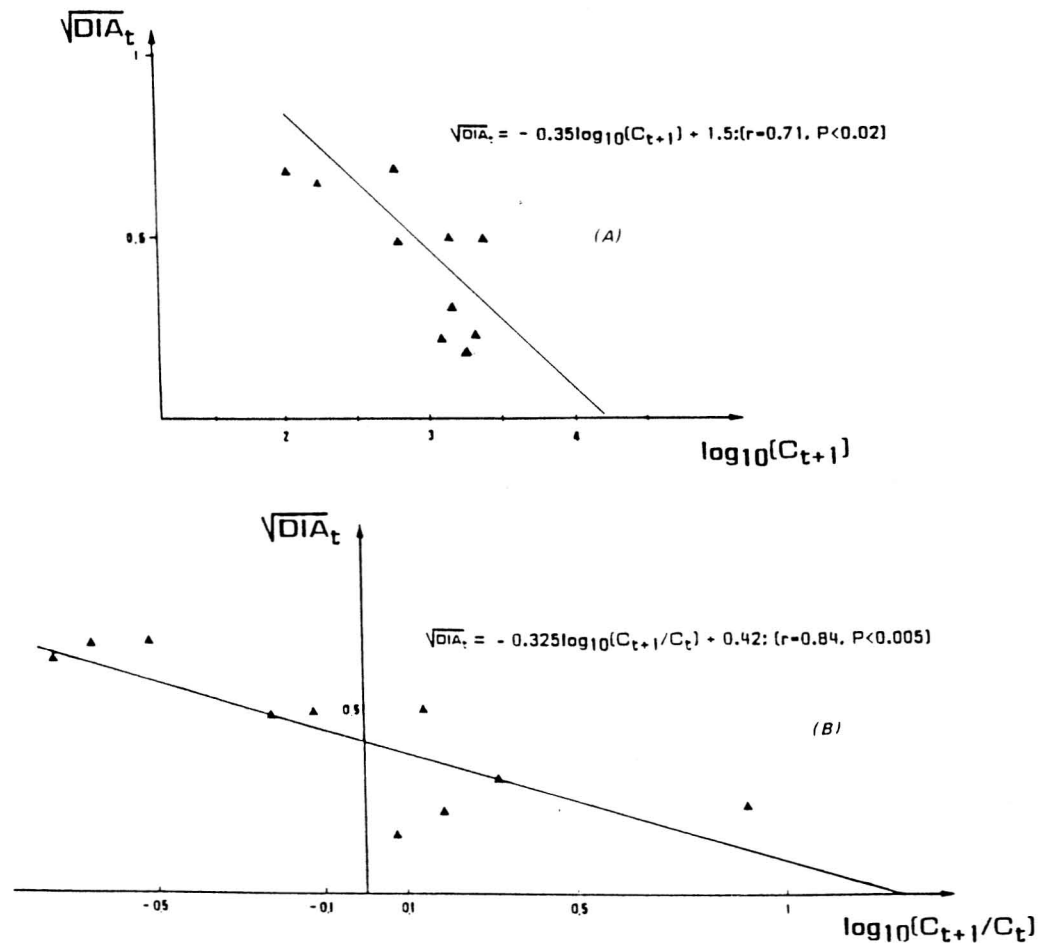 √DIAt
1
√DIAt = - 0.35log10(Ct+1) + 1.5;(r=0.71, P<0.02)
(A)
0.5
2 3 4
log10(Ct+1)
√DIAt
√DIAt = - 0.325log10(Ct+1/Ct) + 0.42; (r=0.84, P<0.005)
0.5
(B)
-0.5 -0.1 0.1 0.5 1
log10(Ct+1/Ct)